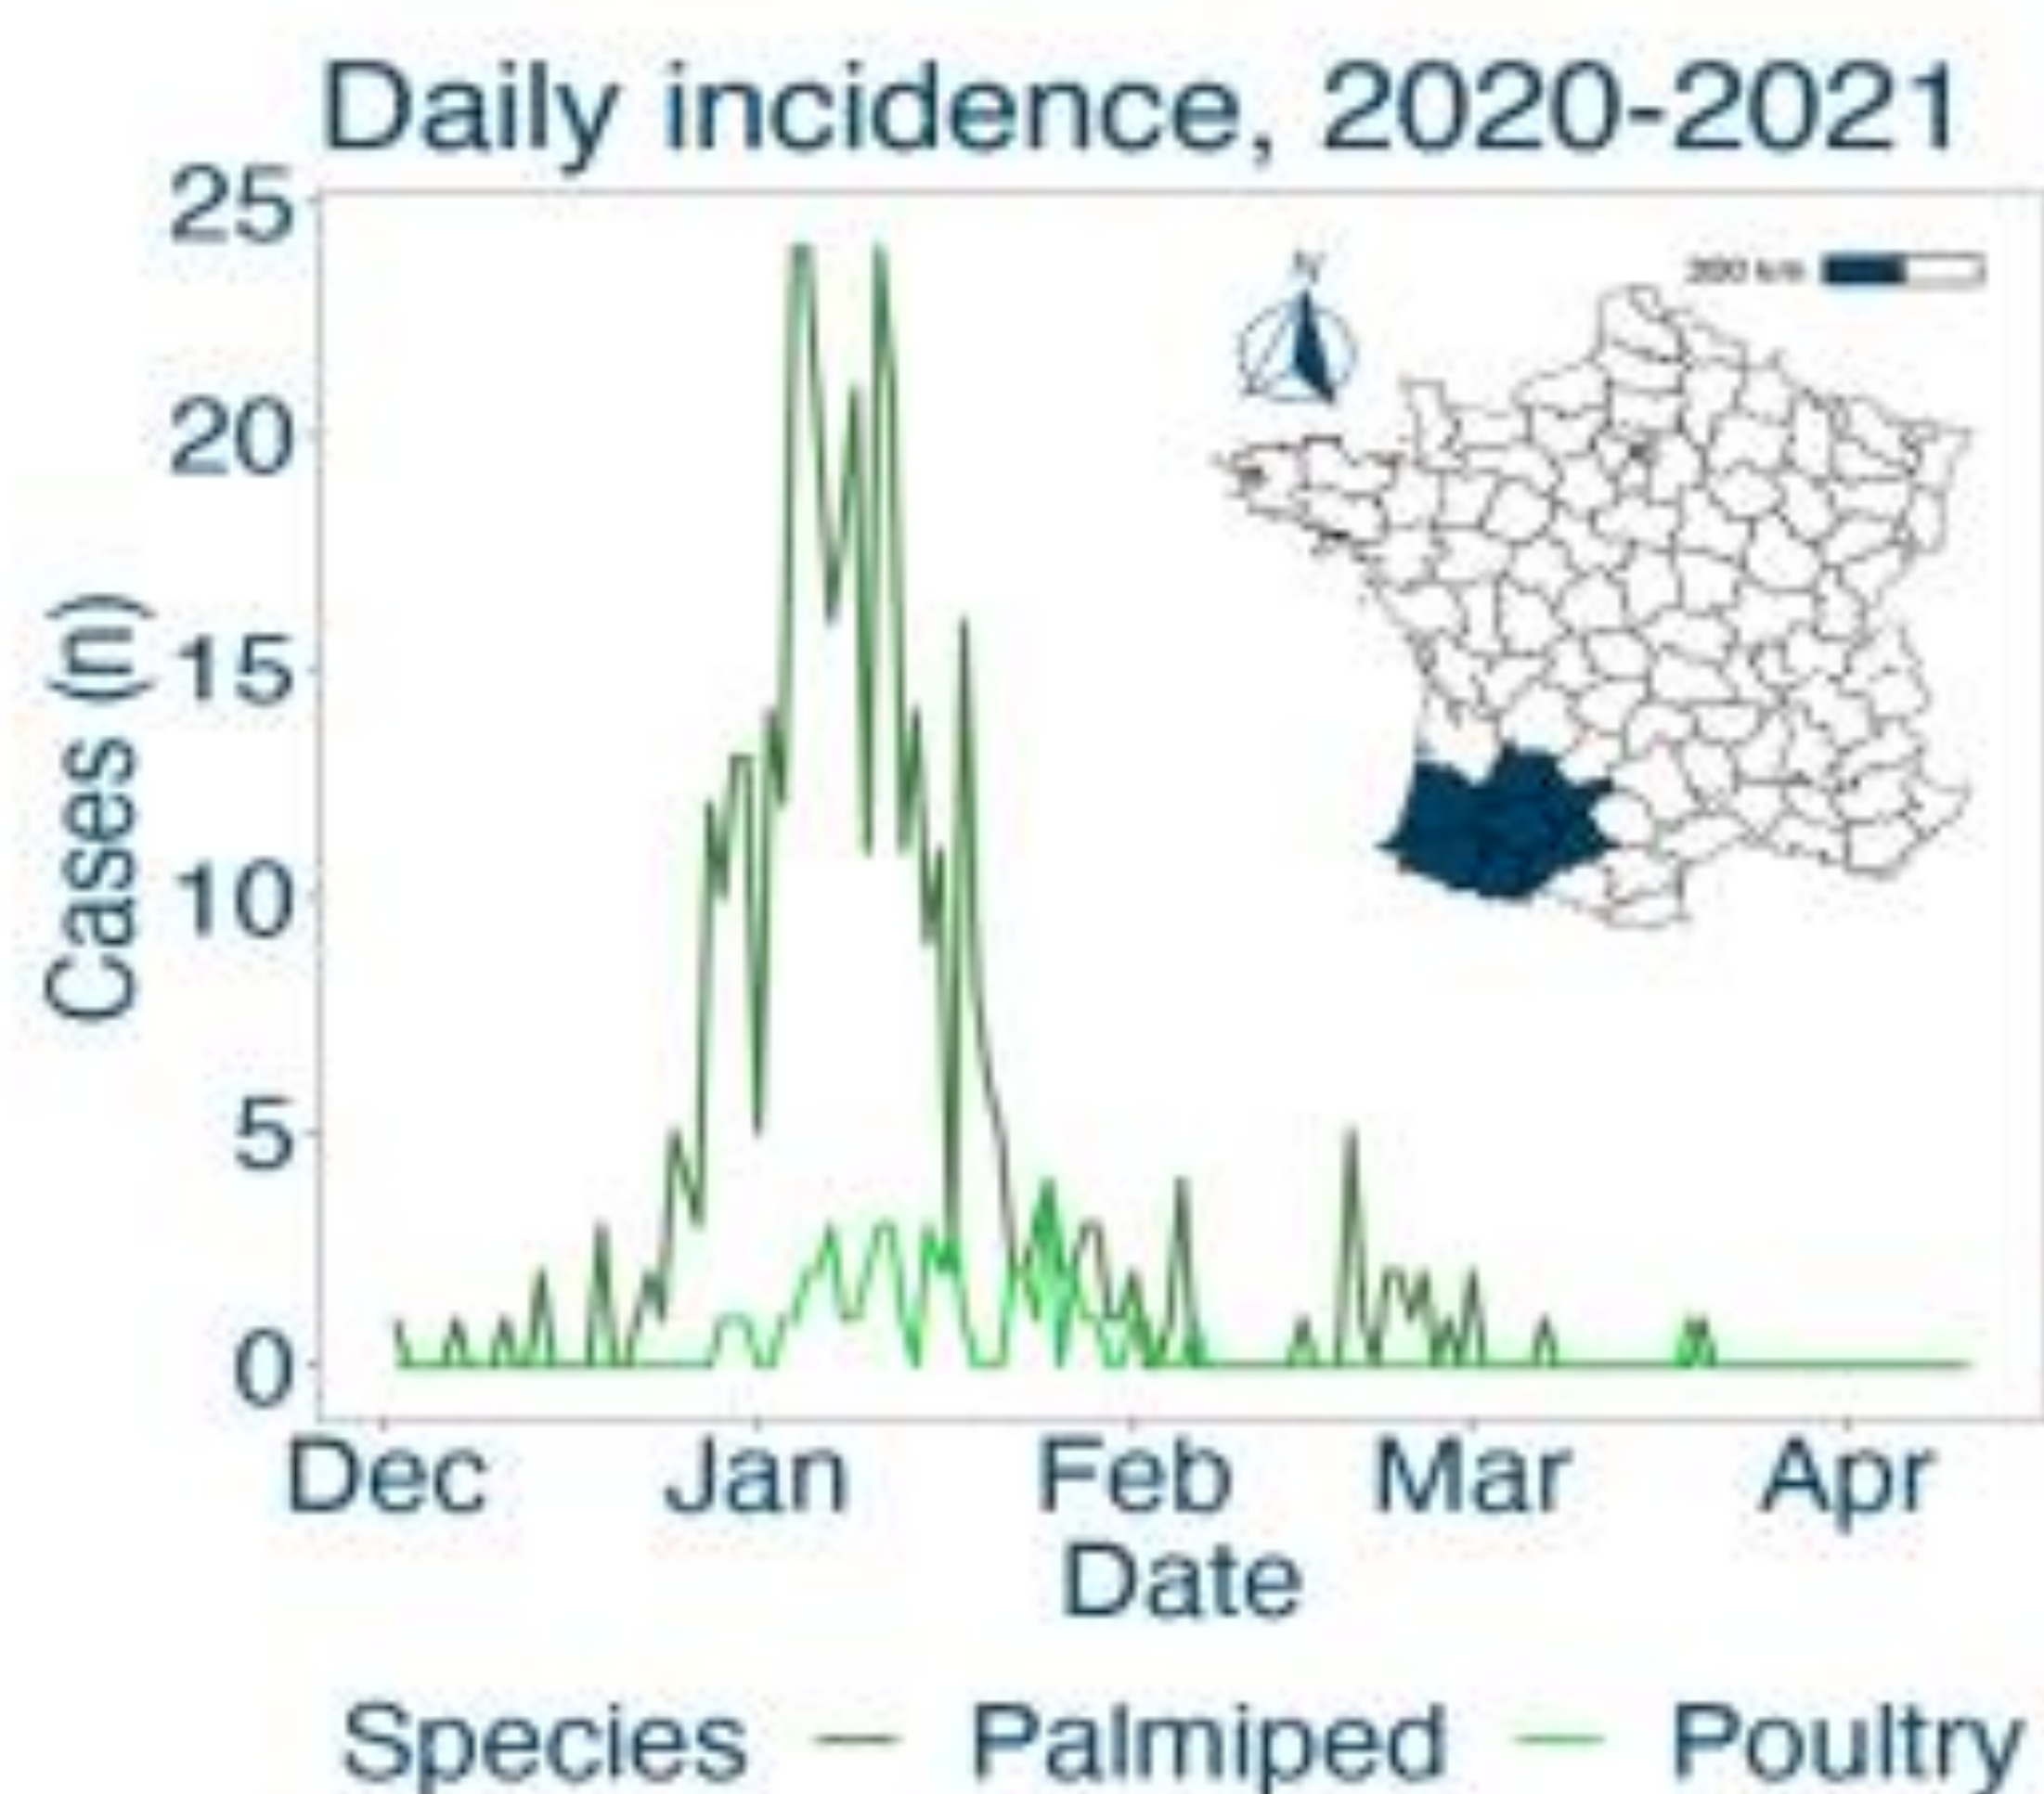 Daily incidence, 2020-2021
25
20
15
10
5
0
Cases (n)
N
km
Dec Jan Feb Mar Apr
Date
Species Palmiped Poultry